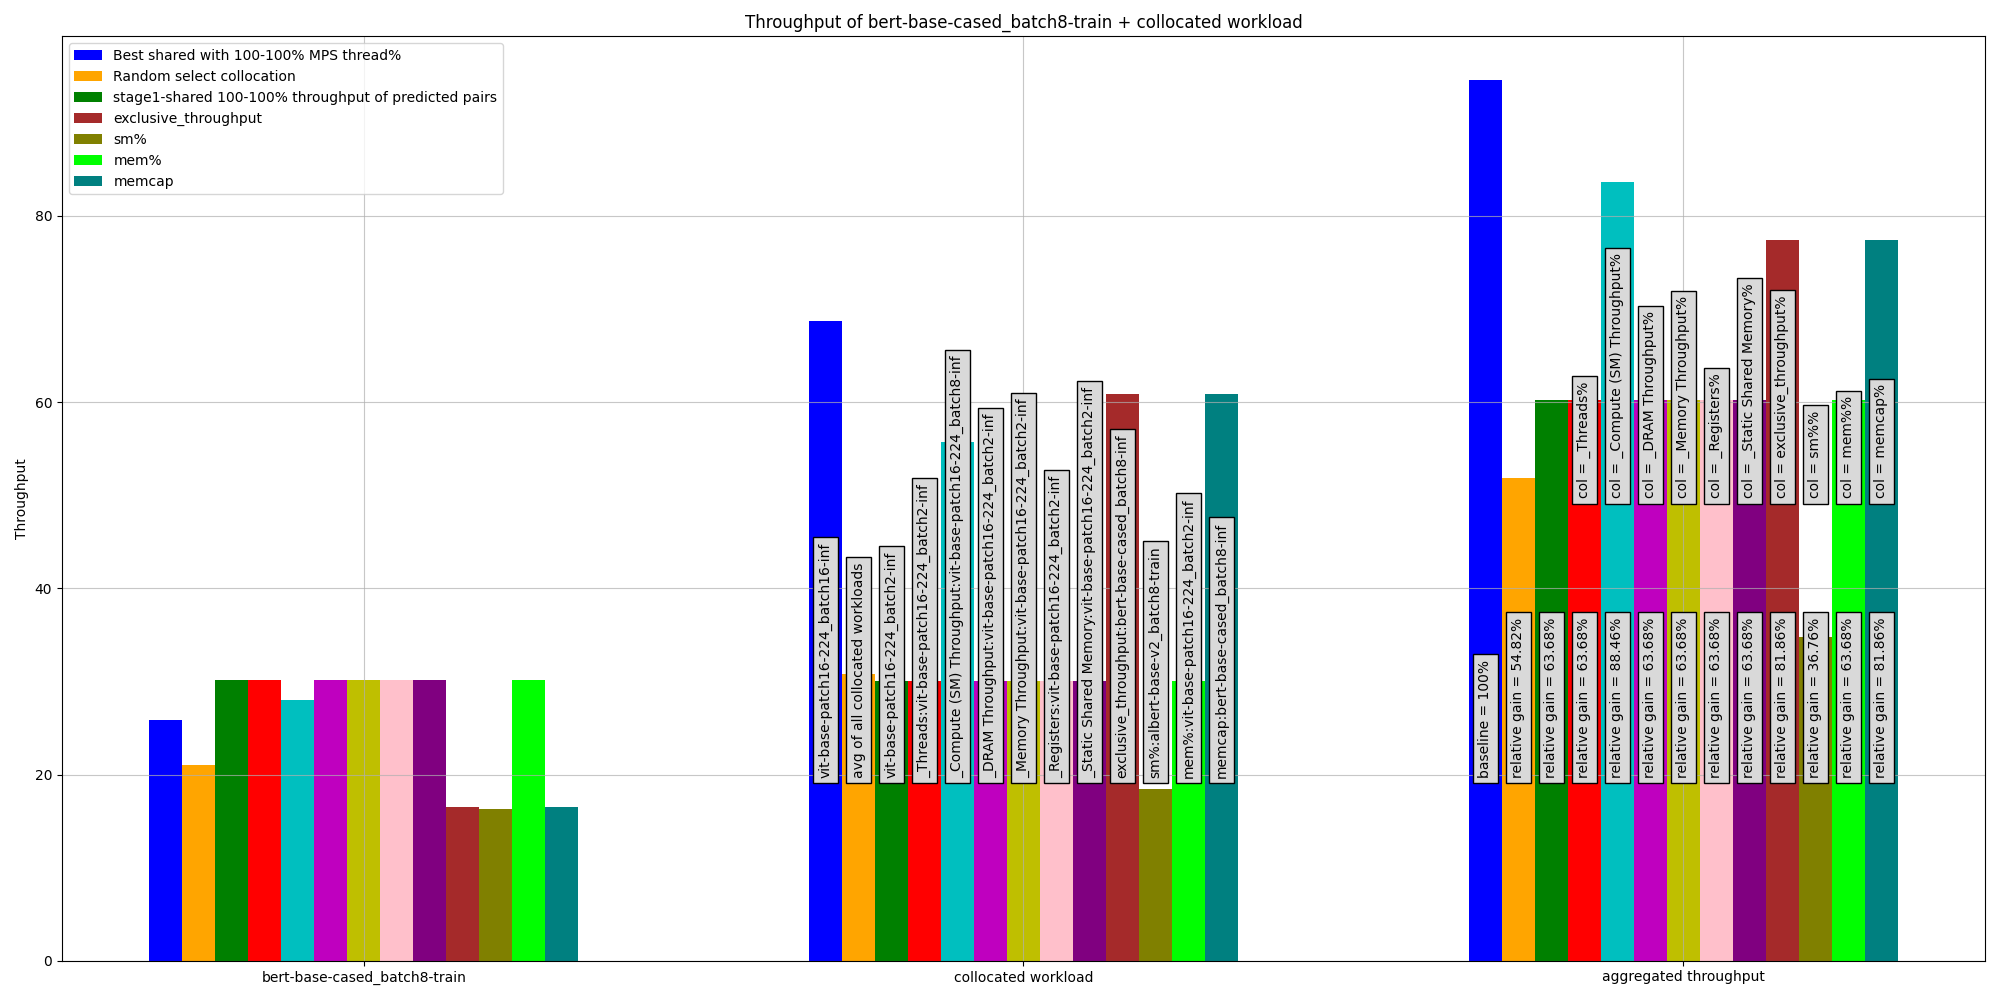 Throughput of bert-base-cased_batch8-train + collocated workload
Best shared with 100-100% MPS thread%
Random select collocation
stage1-shared 100-100% throughput of predicted pairs
exclusive_throughput
sm%
mem%
memcap
Throughput
80
60
40
20
0
vit-base-patch16-224_batch16-inf
avg of all collocated workloads
vit-base-patch16-224_batch2-inf
_Threads:vit-base-patch16-224_batch2-inf
_Compute (SM) Throughput:vit-base-patch16-224_batch8-inf
_DRAM Throughput:vit-base-patch16-224_batch2-inf
_Memory Throughput:vit-base-patch16-224_batch2-inf
_Registers:vit-base-patch16-224_batch2-inf
_Static Shared Memory:vit-base-patch16-224_batch2-inf
exclusive_throughput:bert-base-cased_batch8-inf
sm%:albert-base-v2_batch8-train
mem%:vit-base-patch16-224_batch2-inf
memcap:bert-base-cased_batch8-inf
col = _Threads%
col = _Compute (SM) Throughput%
col = _DRAM Throughput%
col = _Memory Throughput%
col = _Registers%
col = _Static Shared Memory%
col = exclusive_throughput%
col = sm%%
col = mem%%
col = memcap%
baseline = 100%
relative gain = 54.82%
relative gain = 63.68%
relative gain = 63.68%
relative gain = 88.46%
relative gain = 63.68%
relative gain = 63.68%
relative gain = 63.68%
relative gain = 63.68%
relative gain = 81.86%
relative gain = 36.76%
relative gain = 63.68%
relative gain = 81.86%
bert-base-cased_batch8-train
collocated workload
aggregated throughput